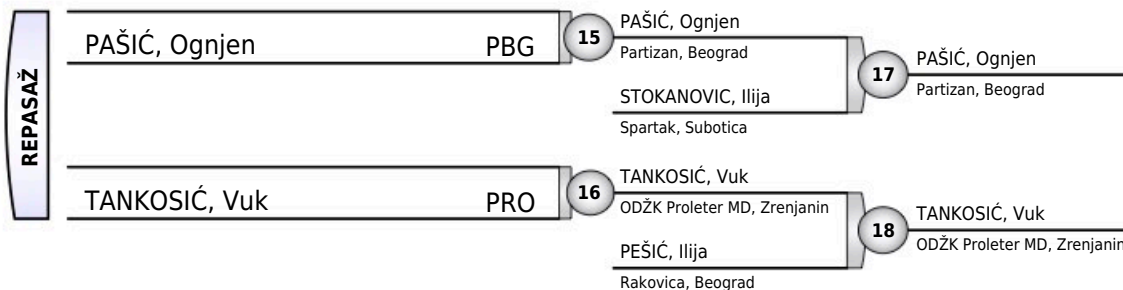 REPASAŽ
PAŠIĆ, Ognjen PBG
15
PAŠIĆ, Ognjen
Partizan, Beograd
STOKANOVIC, Ilija
Spartak, Subotica
17
PAŠIĆ, Ognjen
Partizan, Beograd
TANKOSIĆ, Vuk PRO
16
TANKOSIĆ, Vuk
ODŽK Proleter MD, Zrenjanin
PEŠIĆ, Ilija
Rakovica, Beograd
18
TANKOSIĆ, Vuk
ODŽK Proleter MD, Zrenjanin